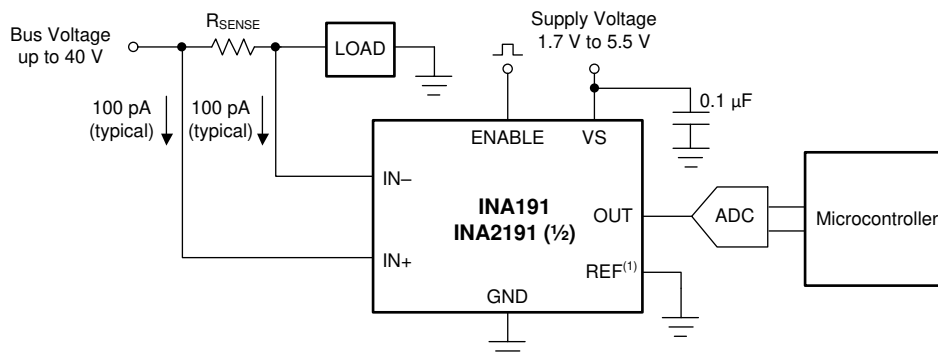 Bus Voltage
up to 40 V
RSENSE
LOAD
Supply Voltage
1.7 V to 5.5 V
100 pA
(typical)
100 pA
(typical)
0.1 µF
ENABLE
VS
IN–
INA191
INA2191 (½)
OUT
ADC
Microcontroller
IN+
REF(1)
GND